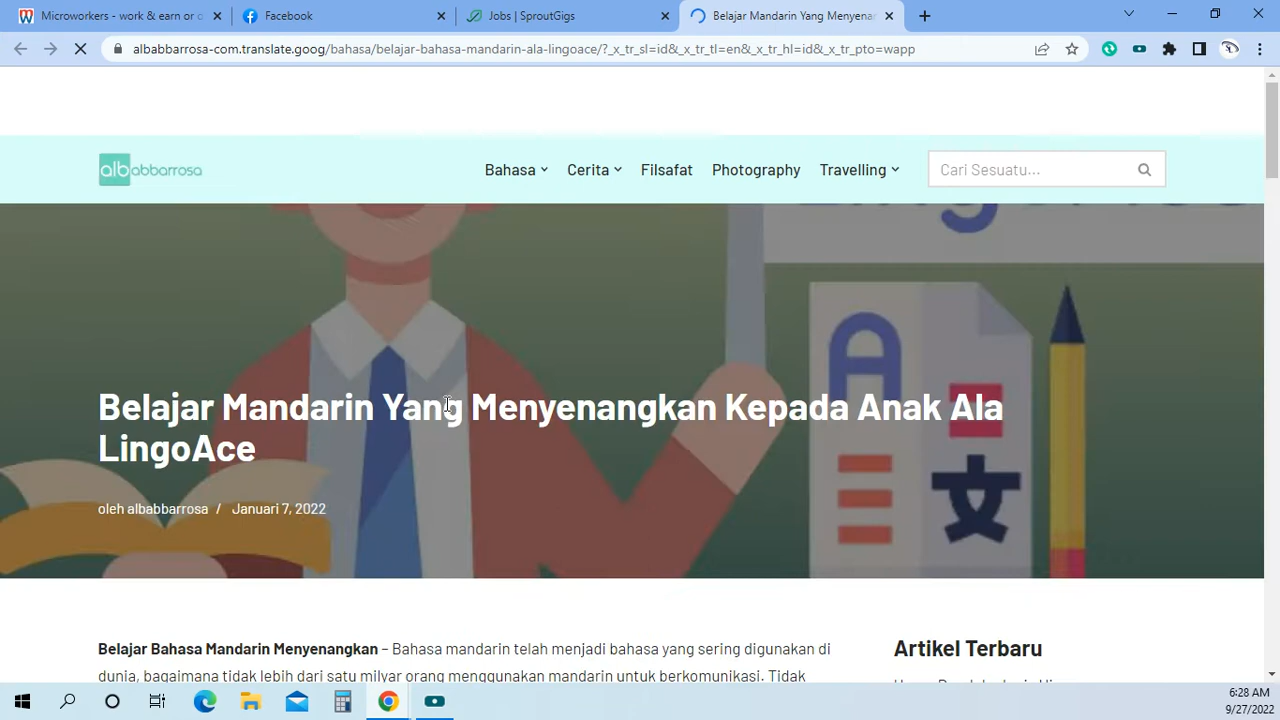 Microworkers - work & earn or o
Facebook
Jobs | SproutGigs
Belajar Mandarin Yang Menyenan
albabbarrosa-com.translate.goog/bahasa/belajar-bahasa-mandarin-ala-lingoace/?_x_tr_sl=id&_x_tr_tl=en&_x_tr_hl=id&_x_tr_pto=wapp
albabbarrosa
Bahasa
Cerita
Filsafat
Photography
Travelling
Cari Sesuatu...
A
文
Belajar Mandarin Yang Menyenangkan Kepada Anak Ala
LingoAce
oleh albabbarrosa / Januari 7, 2022
Belajar Bahasa Mandarin Menyenangkan – Bahasa mandarin telah menjadi bahasa yang sering digunakan di
dunia, bagaimana tidak lebih dari satu milyar orang menggunakan mandarin untuk berkomunikasi. Tidak
Artikel Terbaru
6:28 AM
9/27/2022